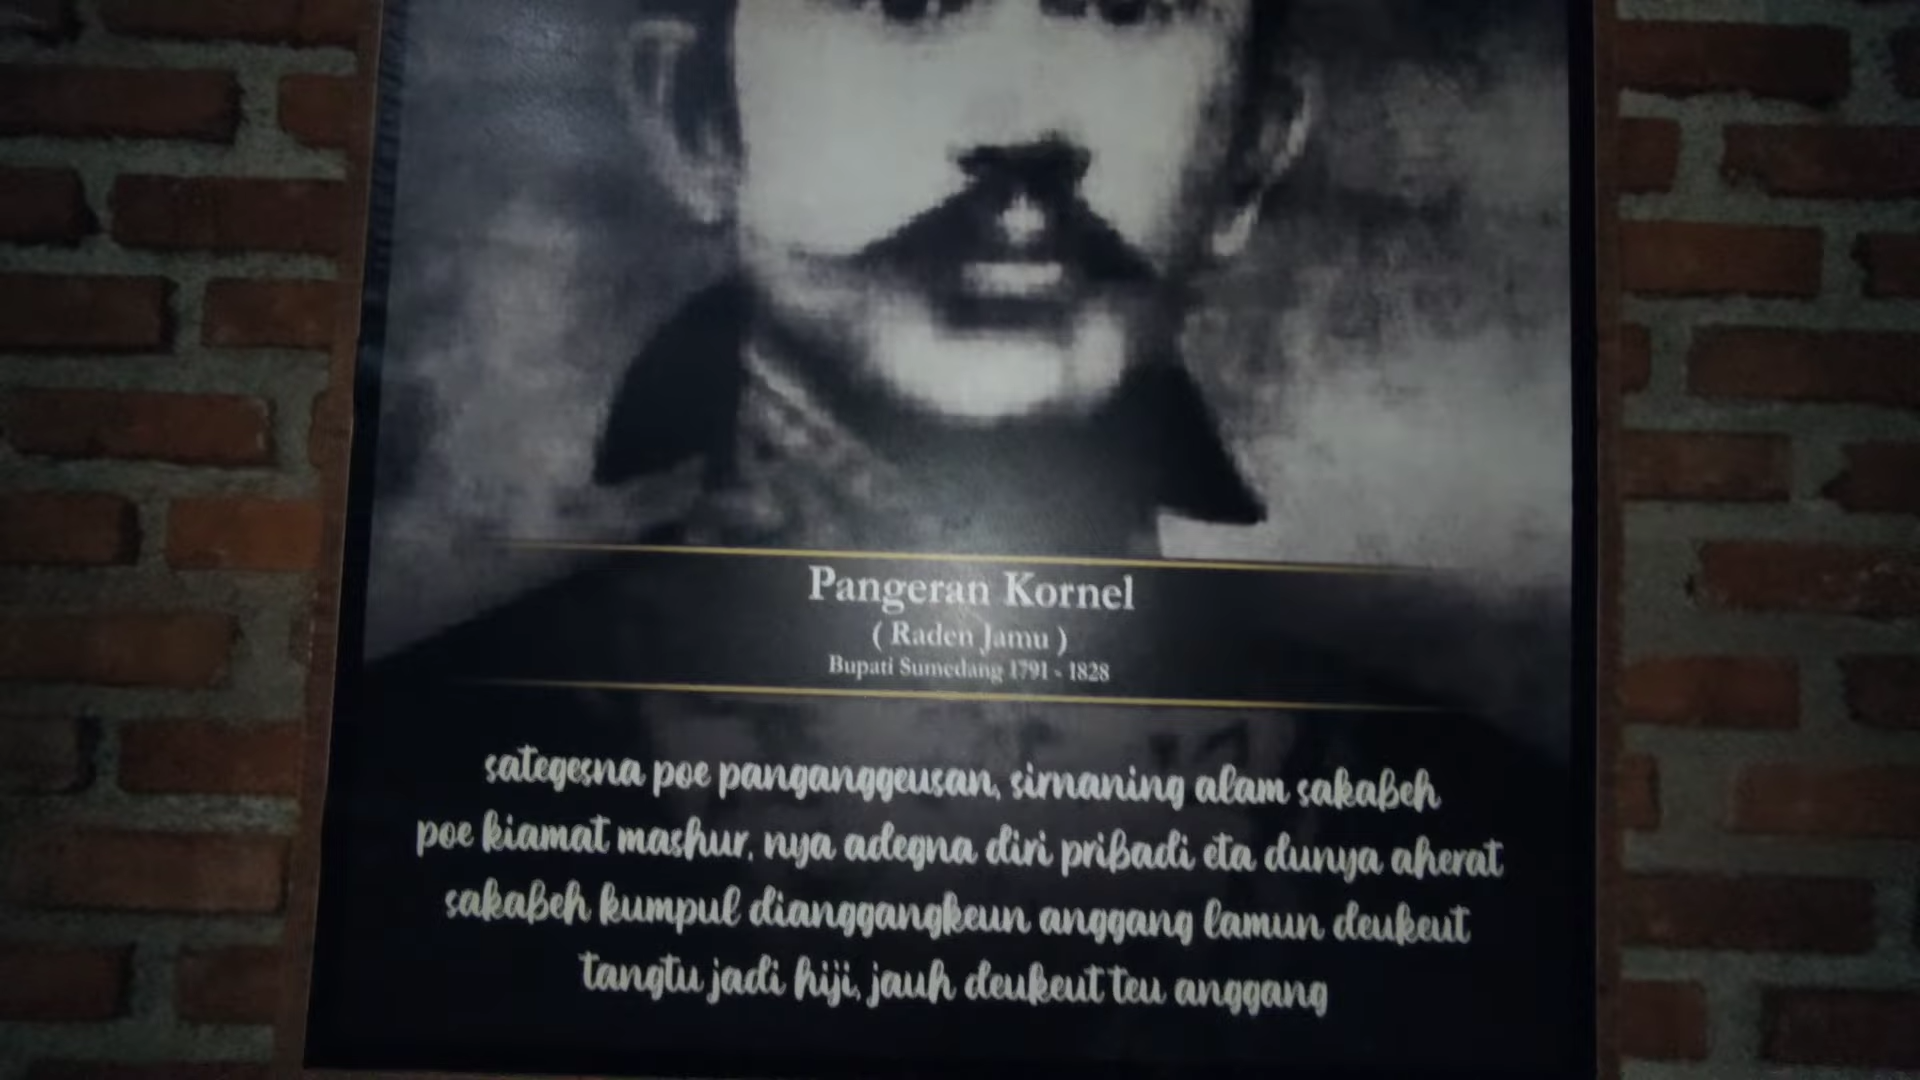 Pangeran Kornel
( Raden Jamu )
Bupati Sumedang 1791 - 1828
sategesna poe panganggeusan, sirnaning alam sakabeh
poe kiamat mashur, nya adegna diri pribadi eta dunya aherat
sakabeh kumpul dianggangkeun anggang lamun deukeut
tangtu jadi hiji, jauh deukeut teu anggang